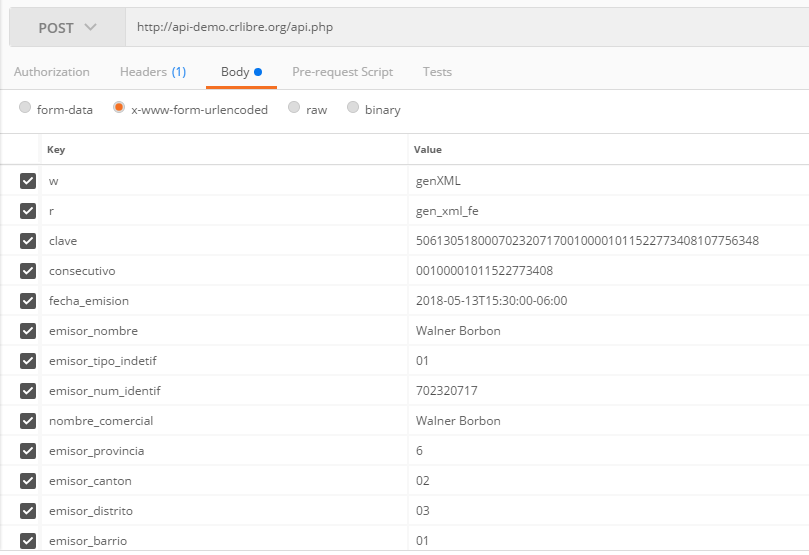 POST http://api-demo.crlibre.org/api.php
Authorization Headers (1) Body Pre-request Script Tests
form-data x-www-form-urlencoded raw binary
Key Value
w genXML
r gen_xml_fe
clave 50613051800070232071700100001011522773408107756348
consecutivo 00100001011522773408
fecha_emision 2018-05-13T15:30:00-06:00
emisor_nombre Walner Borbon
emisor_tipo_indetif 01
emisor_num_identif 702320717
nombre_comercial Walner Borbon
emisor_provincia 6
emisor_canton 02
emisor_distrito 03
emisor_barrio 01